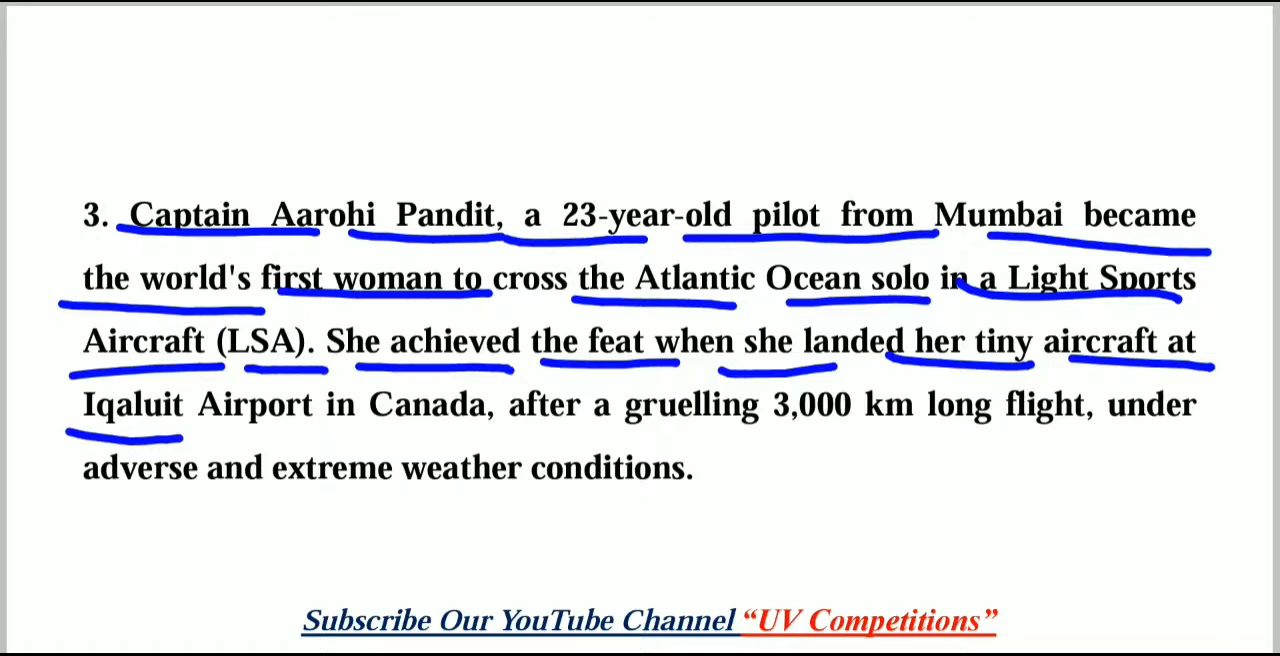 3. Captain Aarohi Pandit, a 23-year-old pilot from Mumbai became
the world's first woman to cross the Atlantic Ocean solo in a Light Sports
Aircraft (LSA). She achieved the feat when she landed her tiny aircraft at
Iqaluit Airport in Canada, after a gruelling 3,000 km long flight, under
adverse and extreme weather conditions.
Subscribe Our YouTube Channel “UV Competitions”